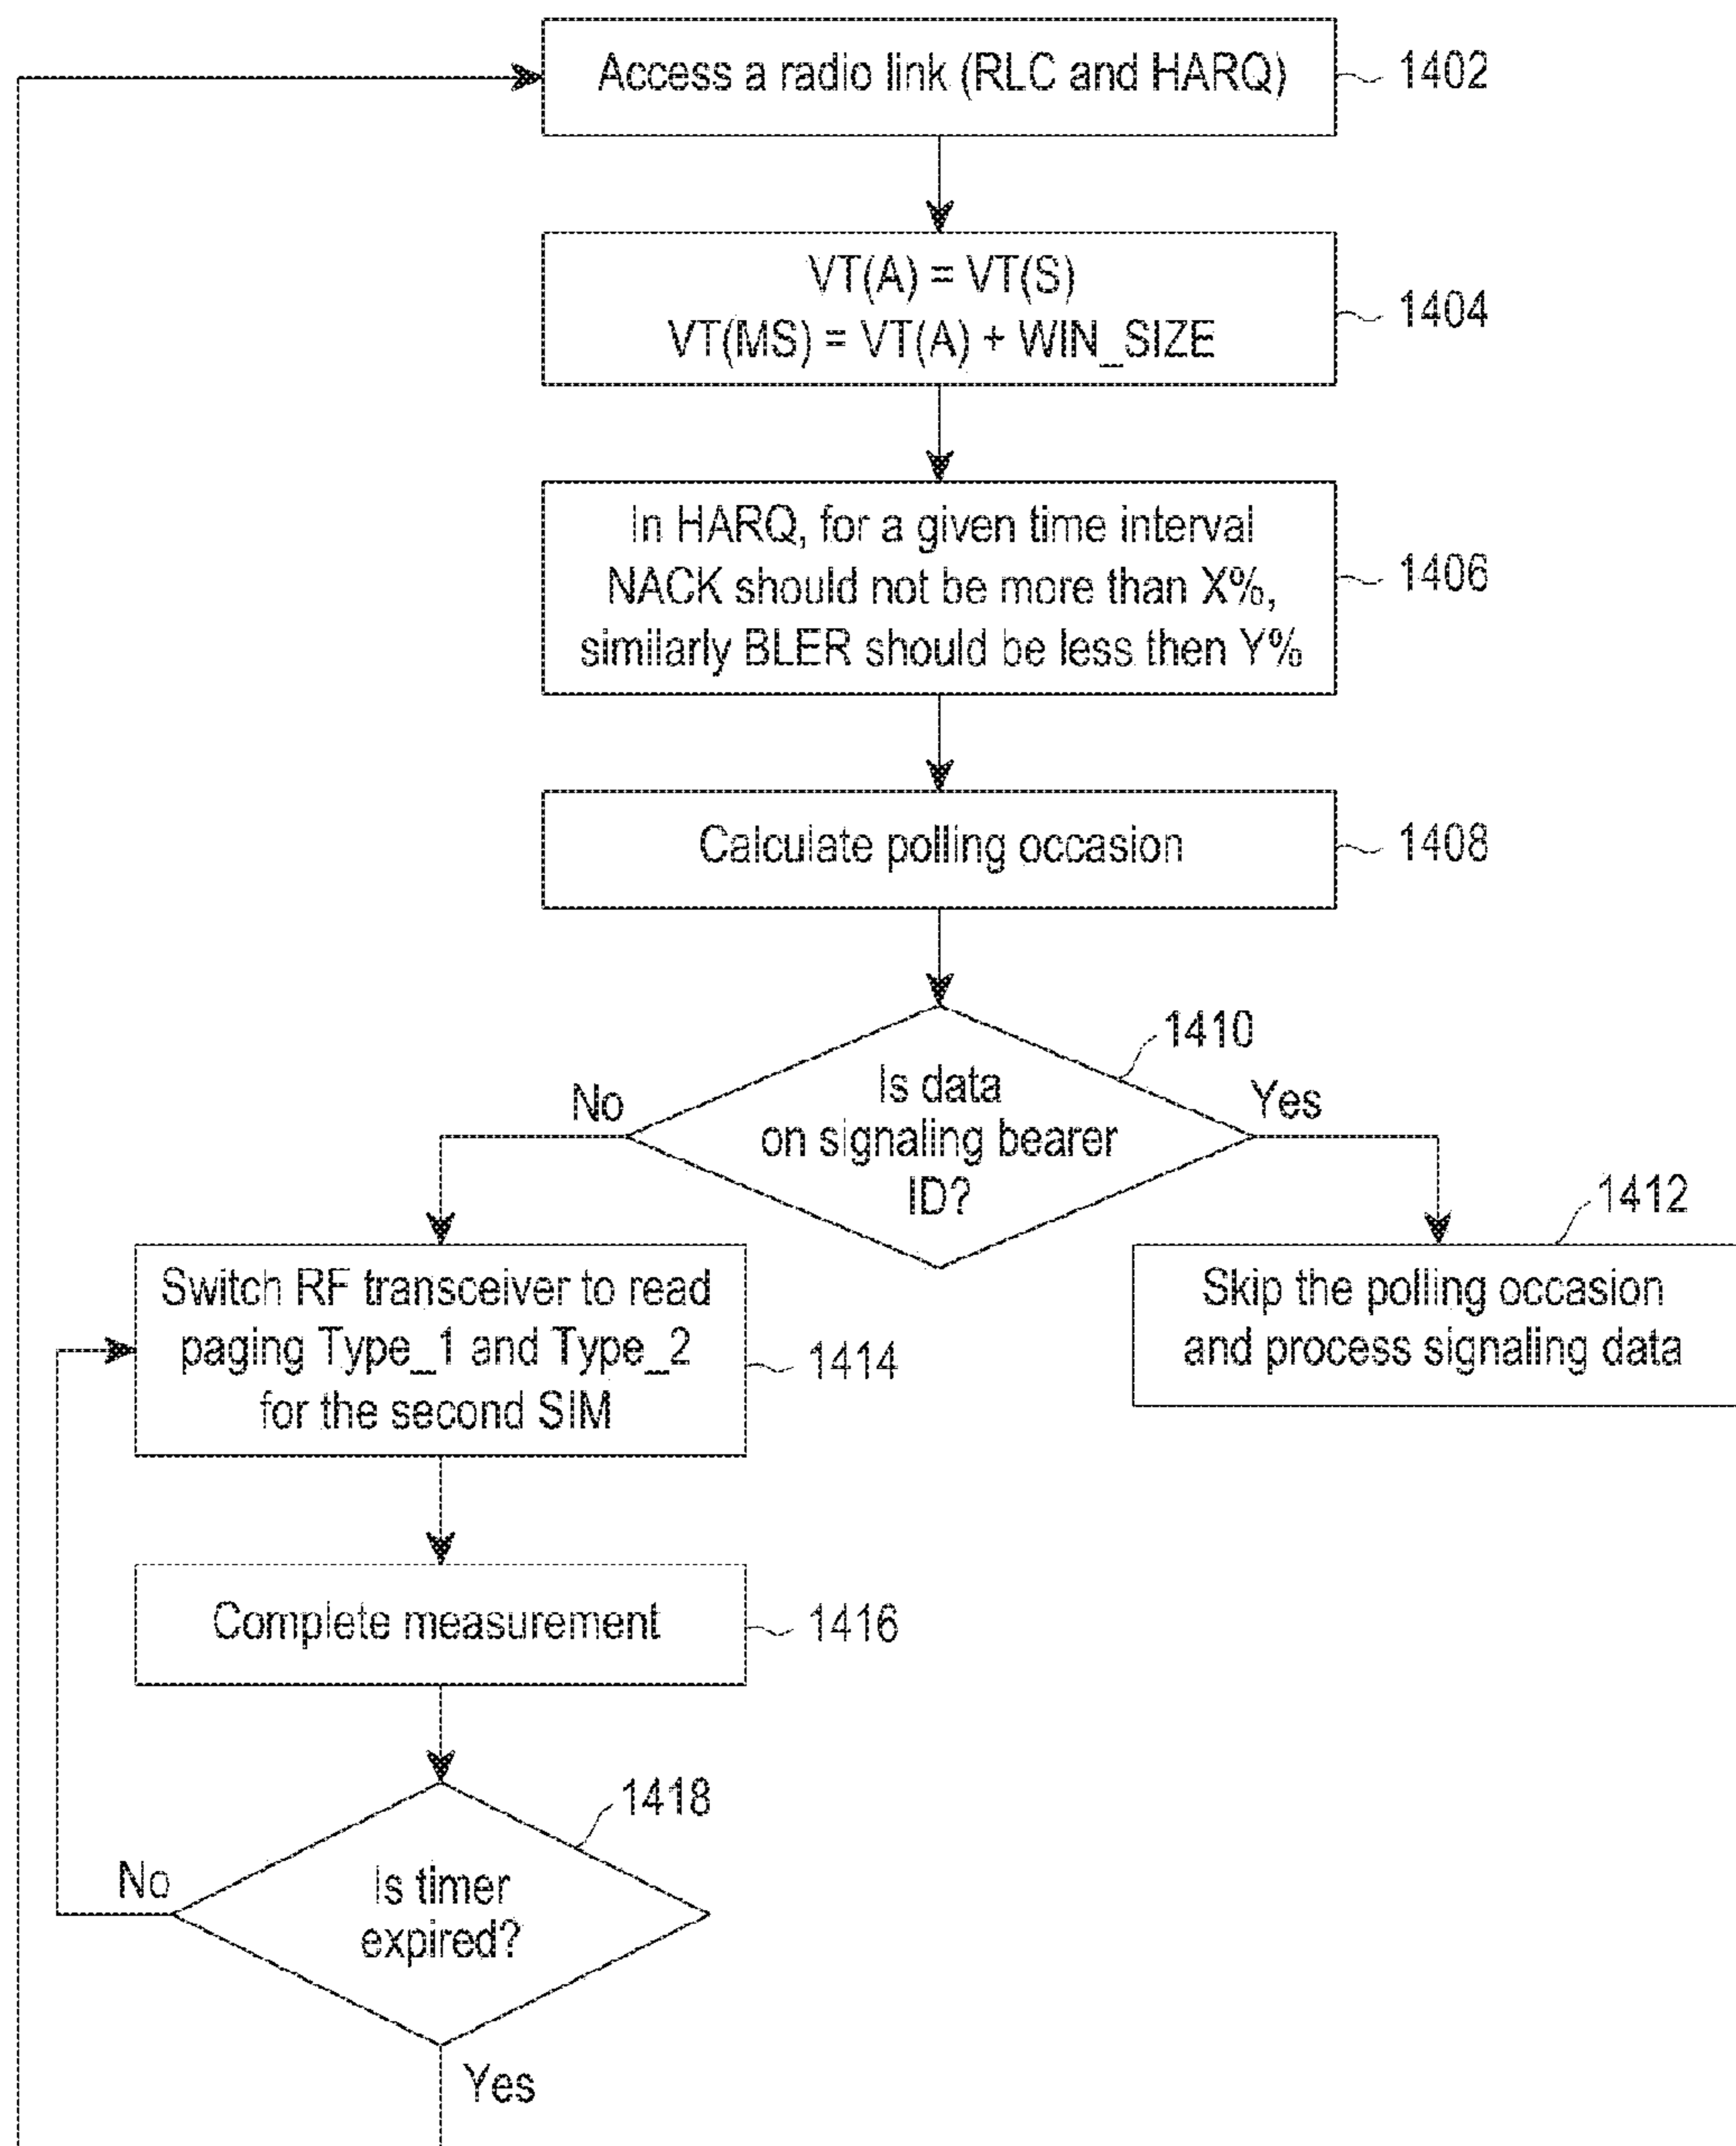 Access a radio link (RLC and HARQ)
1402
VT(A) = VT(S)
VT(MS) = VT(A) + WIN_SIZE
1404
In HARQ, for a given time interval
NACK should not be more than X%,
similarly BLER should be less then Y%
1406
Calculate polling occasion
1408
1410
Is data
on signaling bearer
ID?
No
Yes
1412
Skip the polling occasion
and process signaling data
Switch RF transceiver to read
paging Type_1 and Type_2
for the second SIM
1414
Complete measurement
1416
1418
Is timer
expired?
No
Yes